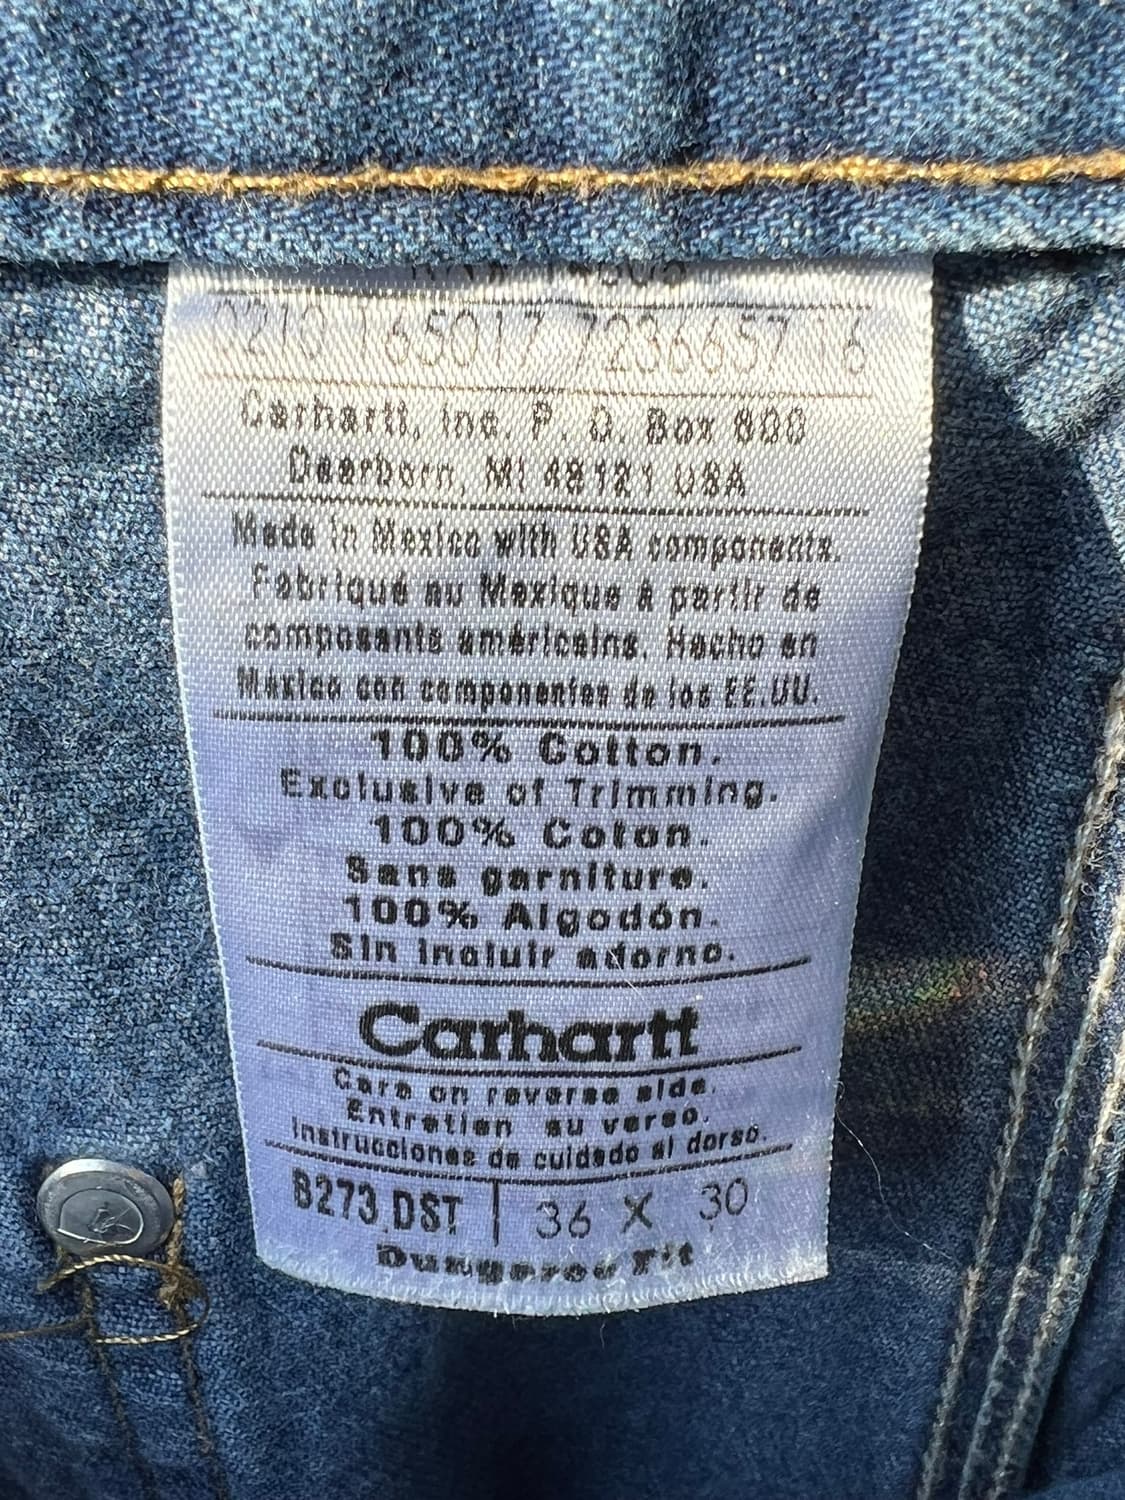 165017 7236657 16
Carhartt, Inc. P. O. Box 600
Dearborn, MI 48121 USA
Made in Mexico with USA components.
Fabriqué au Mexique à partir de
composants américains. Hecho en
México con componentes de los EE.UU.
100% Cotton.
Exclusive of Trimming.
100% Coton.
Sans garniture.
100% Algodón.
Sin incluir adorno.
Carhartt
Care on reverse side.
Entretien au verso.
Instrucciones de cuidado al dorso.
B273 DST | 36 X 30
Dungaree Fit